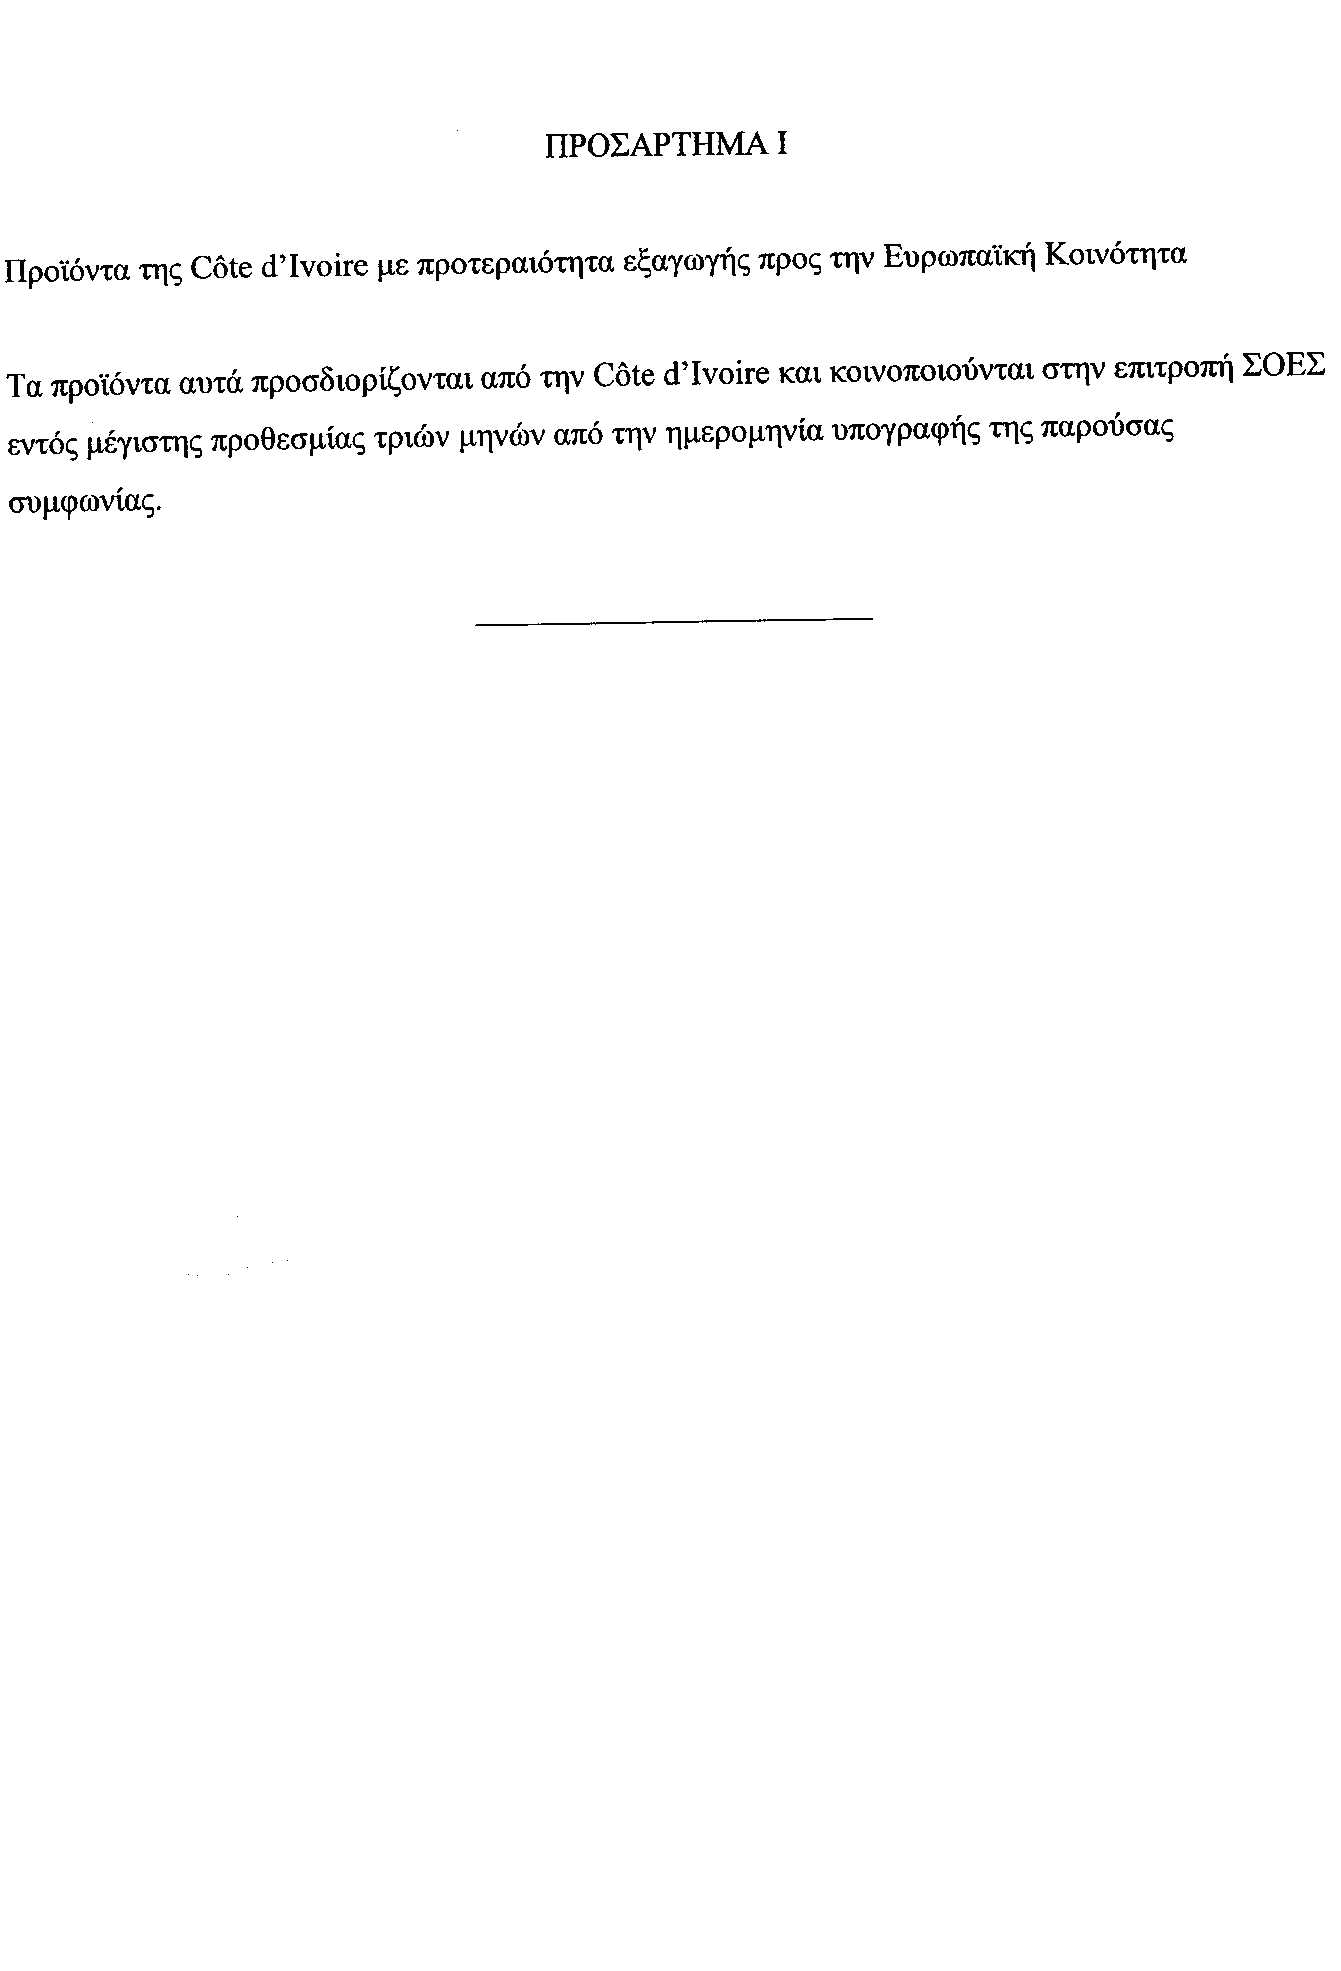 ΠΡΟΣΑΡΤΗΜΑ I
Προϊόντα της Côte d’Ivoire με προτεραιότητα εξαγωγής προς την Ευρωπαϊκή Κοινότητα
Τα προϊόντα αυτά προσδιορίζονται από την Côte d’Ivoire και κοινοποιούνται στην επιτροπή ΣΟΕΣ
εντός μέγιστης προθεσμίας τριών μηνών από την ημερομηνία υπογραφής της παρούσας
συμφωνίας.